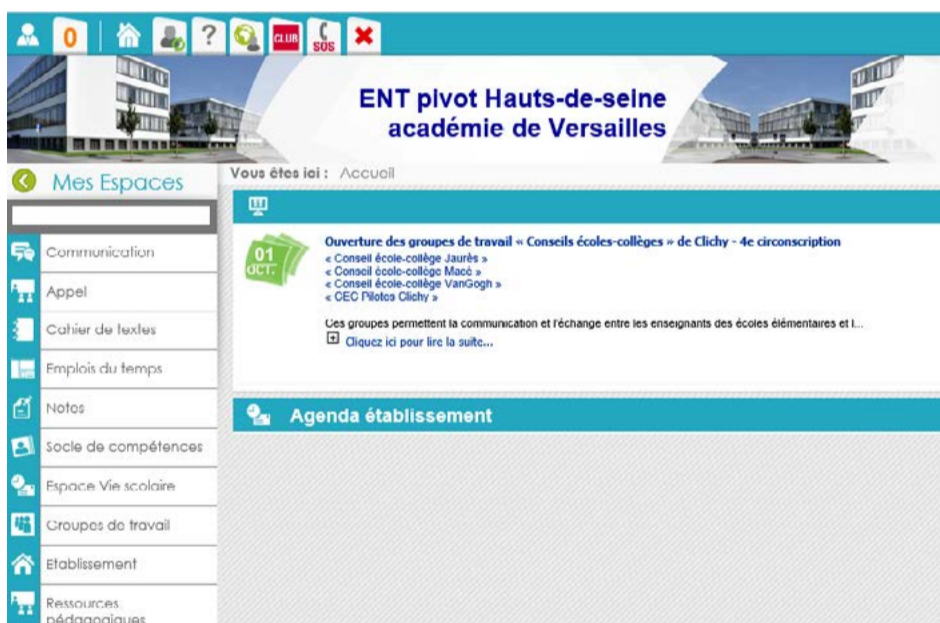 0
?
CLUB
SOS
ENT pivot Hauts-de-seine
académie de Versailles
Mes Espaces
Vous êtes ici : Accueil
01
OCT.
Ouverture des groupes de travail « Conseils écoles-collèges » de Clichy - 4e circonscription
« Conseil école-collège Jaurès »
« Conseil école-collège Macé »
« Conseil école-collège VanGogh »
« CEC Pilotes Clichy »
Ces groupes permettent la communication et l'échange entre les enseignants des écoles élémentaires et l...
Cliquez ici pour lire la suite...
Agenda établissement
Communication
Appel
Cahier de textes
Emplois du temps
Notes
Socle de compétences
Espace Vie scolaire
Groupes de travail
Etablissement
Ressources
pédagogiques